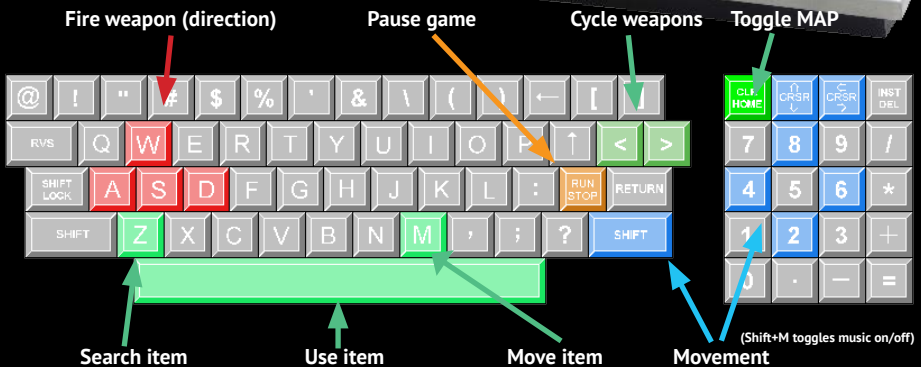 Fire weapon (direction) Pause game Cycle weapons Toggle MAP
@ ! " # $ % ' & \ ( ) ← [ ] CLR HOME ⇧ CRSR ⇩ ⊂ CRSR ⊃ INST DEL
RVS Q W E R T Y U I O P ↑ < > 7 8 9 /
SHIFT LOCK A S D F G H J K L : RUN STOP RETURN 4 5 6 *
SHIFT Z X C V B N M , ; ? SHIFT 1 2 3 +
0 . — =
(Shift+M toggles music on/off)
Search item Use item Move item Movement